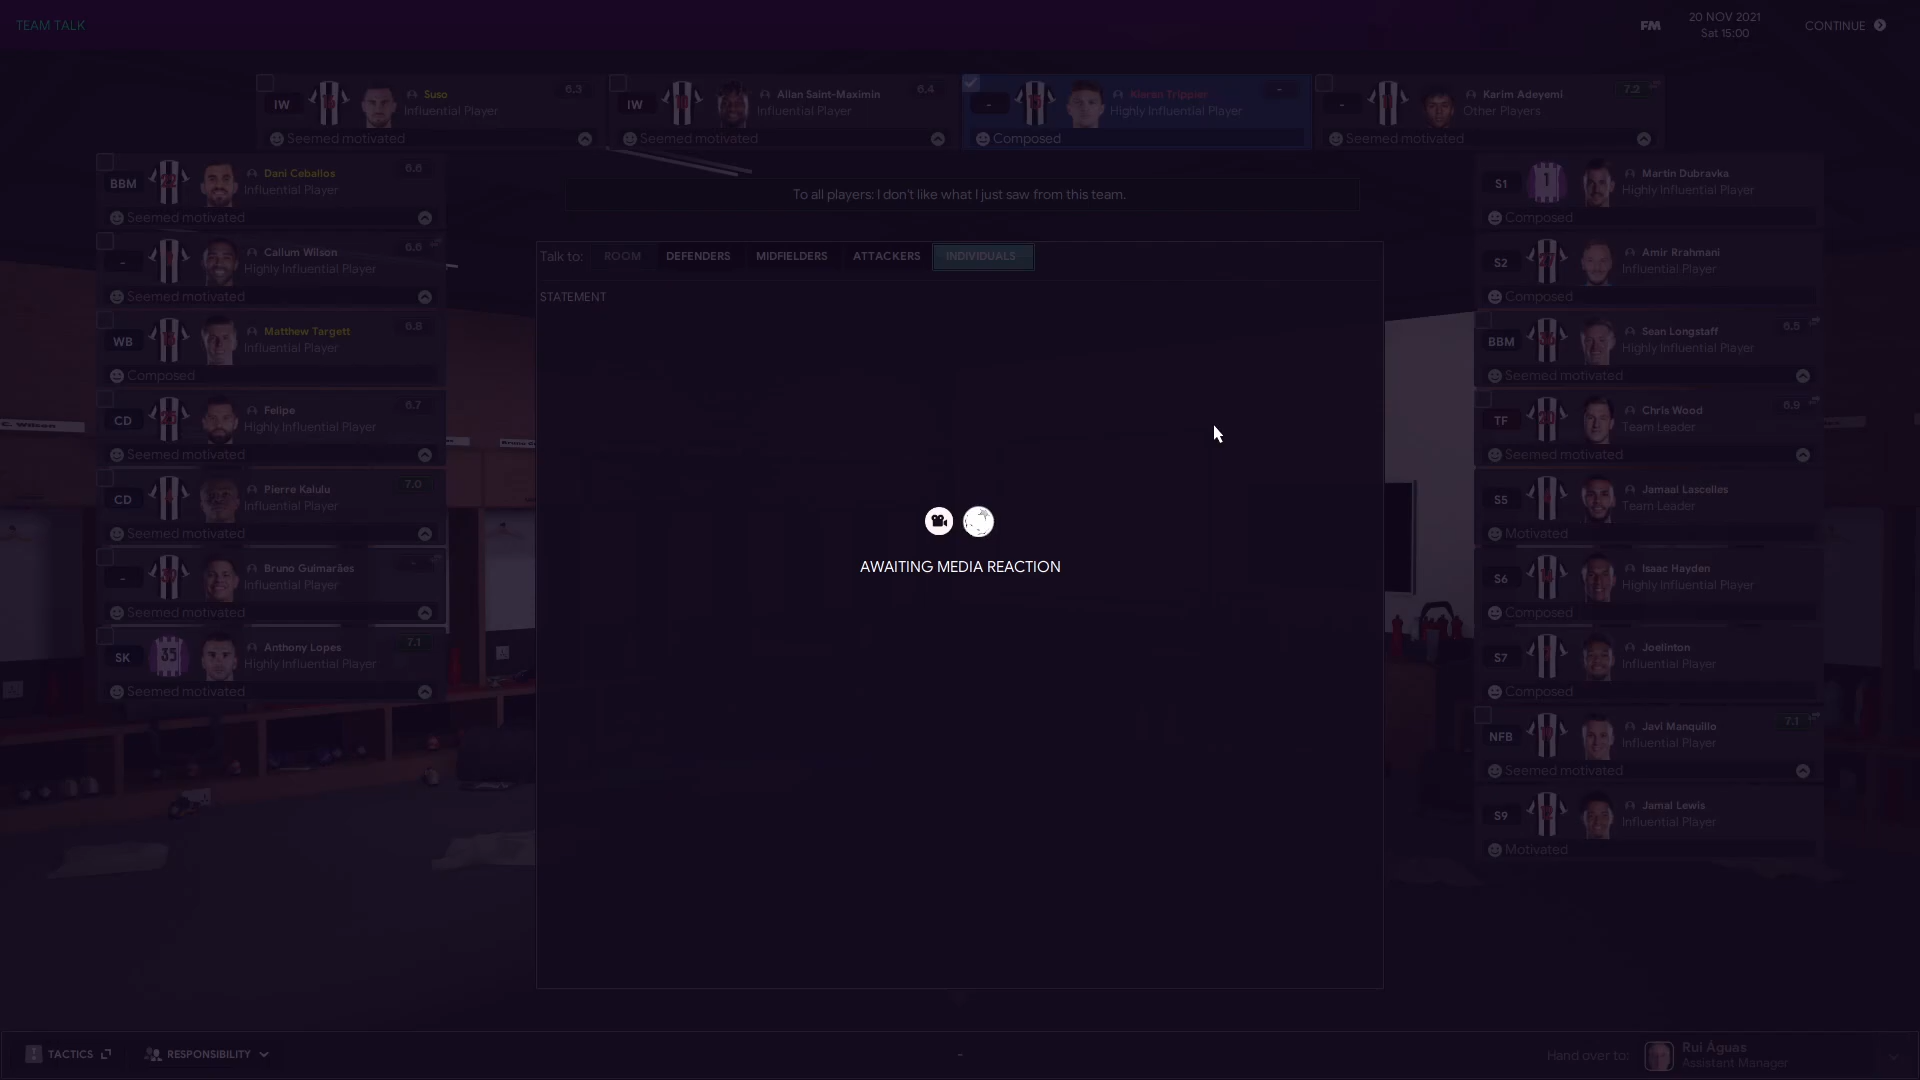 TEAM TALK
FM
20 NOV 2021
Sat 15:00
CONTINUE
IW
Suso
Influential Player
6.3
Seemed motivated
IW
Allan Saint-Maximin
Influential Player
6.4
Seemed motivated
-
Kieran Trippier
Highly Influential Player
-
Composed
-
Karim Adeyemi
Other Players
7.2
Seemed motivated
BBM
Dani Ceballos
Influential Player
6.6
Seemed motivated
-
Callum Wilson
Highly Influential Player
6.6
Seemed motivated
WB
Matthew Targett
Influential Player
6.8
Composed
CD
Felipe
Highly Influential Player
6.7
Seemed motivated
CD
Pierre Kalulu
Influential Player
7.0
Seemed motivated
-
Bruno Guimarães
Influential Player
-
Seemed motivated
SK
35
Anthony Lopes
Highly Influential Player
7.1
Seemed motivated
C. Wilson
To all players: I don't like what I just saw from this team.
Talk to:
ROOM
DEFENDERS
MIDFIELDERS
ATTACKERS
INDIVIDUALS
STATEMENT
AWAITING MEDIA REACTION
S1
1
Martin Dubravka
Highly Influential Player
Composed
S2
Amir Rrahmani
Influential Player
Composed
BBM
Sean Longstaff
Highly Influential Player
6.5
Seemed motivated
TF
Chris Wood
Team Leader
6.9
Seemed motivated
S5
Jamaal Lascelles
Team Leader
Motivated
S6
Isaac Hayden
Highly Influential Player
Composed
S7
Joelinton
Influential Player
Composed
NFB
Javi Manquillo
Influential Player
7.1
Seemed motivated
S9
Jamal Lewis
Influential Player
Motivated
TACTICS
RESPONSIBILITY
-
Hand over to:
Rui Águas
Assistant Manager